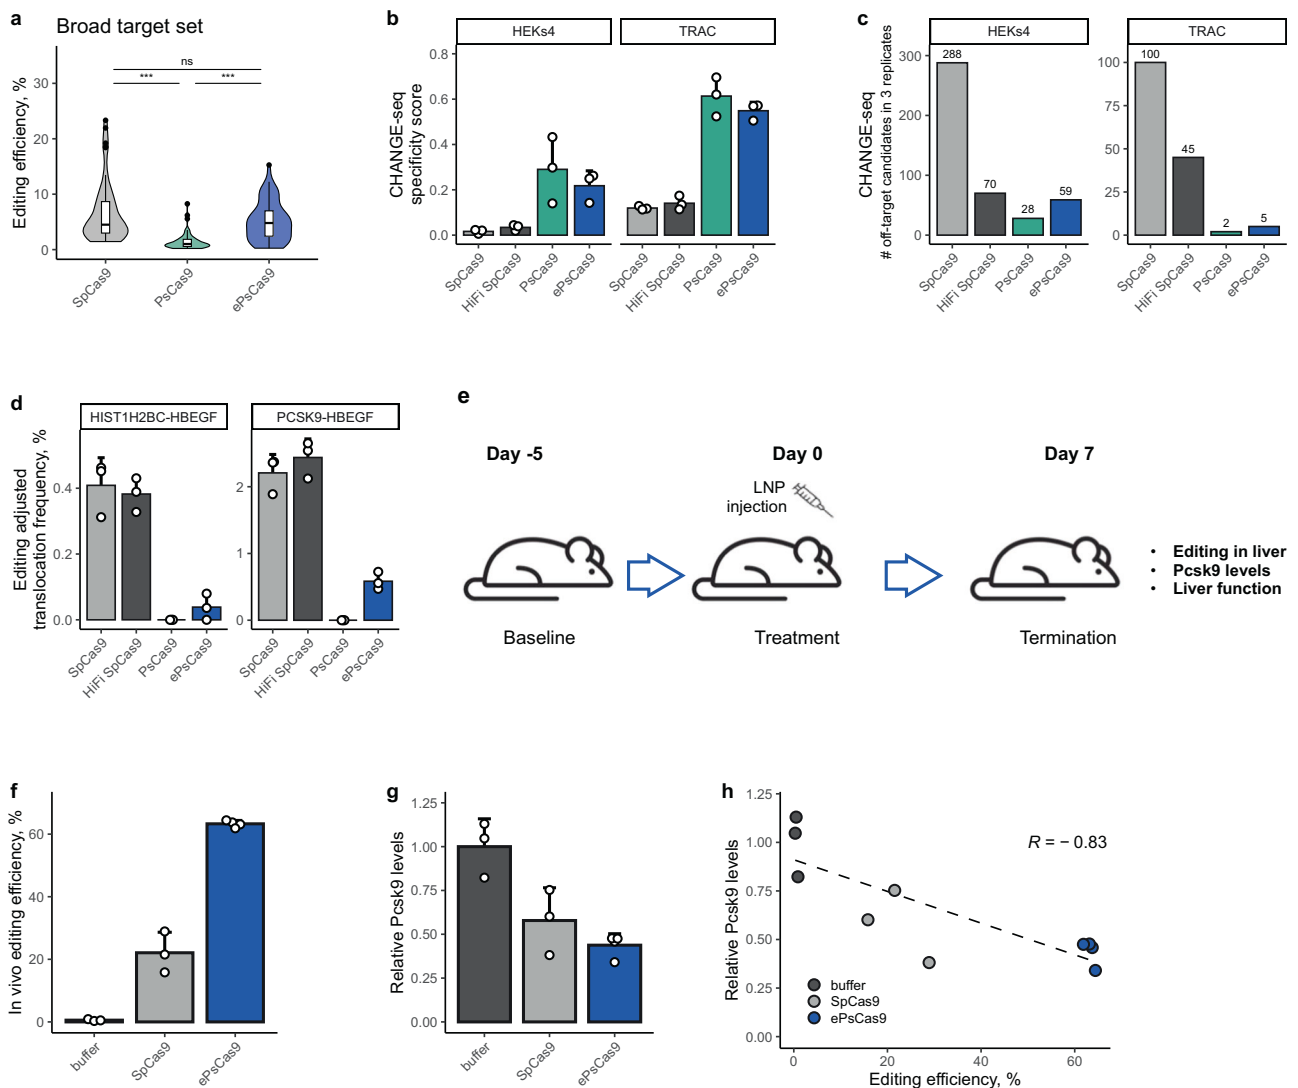 a
Broad target set
Editing efficiency, %
30
20
10
0
ns
***
***
SpCas9
PsCas9
ePsCas9
b
CHANGE-seq
specificity score
0.8
0.6
0.4
0.2
0.0
HEKs4
TRAC
SpCas9
HiFi SpCas9
PsCas9
ePsCas9
SpCas9
HiFi SpCas9
PsCas9
ePsCas9
c
CHANGE-seq
# off-target candidates in 3 replicates
HEKs4
300
200
100
0
288
70
28
59
SpCas9
HiFi SpCas9
PsCas9
ePsCas9
TRAC
100
75
50
25
0
100
45
2
5
SpCas9
HiFi SpCas9
PsCas9
ePsCas9
d
Editing adjusted
translocation frequency, %
HIST1H2BC-HBEGF
0.4
0.2
0.0
SpCas9
HiFi SpCas9
PsCas9
ePsCas9
PCSK9-HBEGF
2
1
0
SpCas9
HiFi SpCas9
PsCas9
ePsCas9
e
Day -5
Day 0
Day 7
LNP
injection
Baseline
Treatment
Termination
• Editing in liver
• Pcsk9 levels
• Liver function
f
In vivo editing efficiency, %
60
40
20
0
buffer
SpCas9
ePsCas9
g
Relative Pcsk9 levels
1.25
1.00
0.75
0.50
0.25
0.00
buffer
SpCas9
ePsCas9
h
Relative Pcsk9 levels
1.25
1.00
0.75
0.50
0.25
0.00
R = − 0.83
buffer
SpCas9
ePsCas9
0
20
40
60
Editing efficiency, %